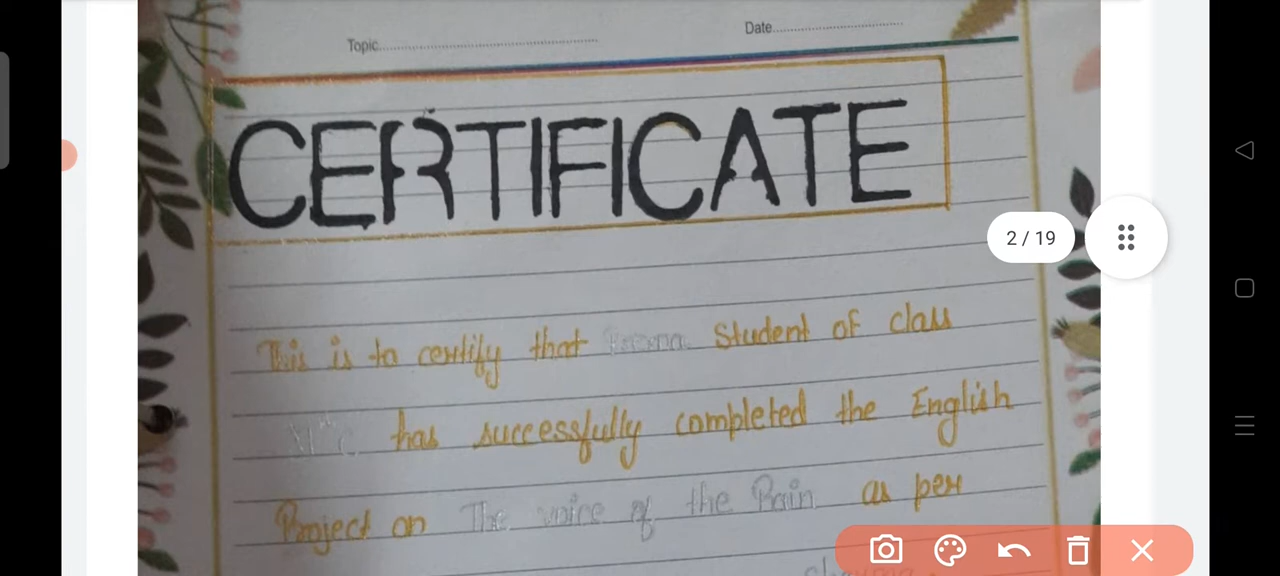 Topic.......................................................... Date...................................
CERTIFICATE
2 / 19
This is to certify that Student of class
has successfully completed the English
Project on The voice of the Rain as per